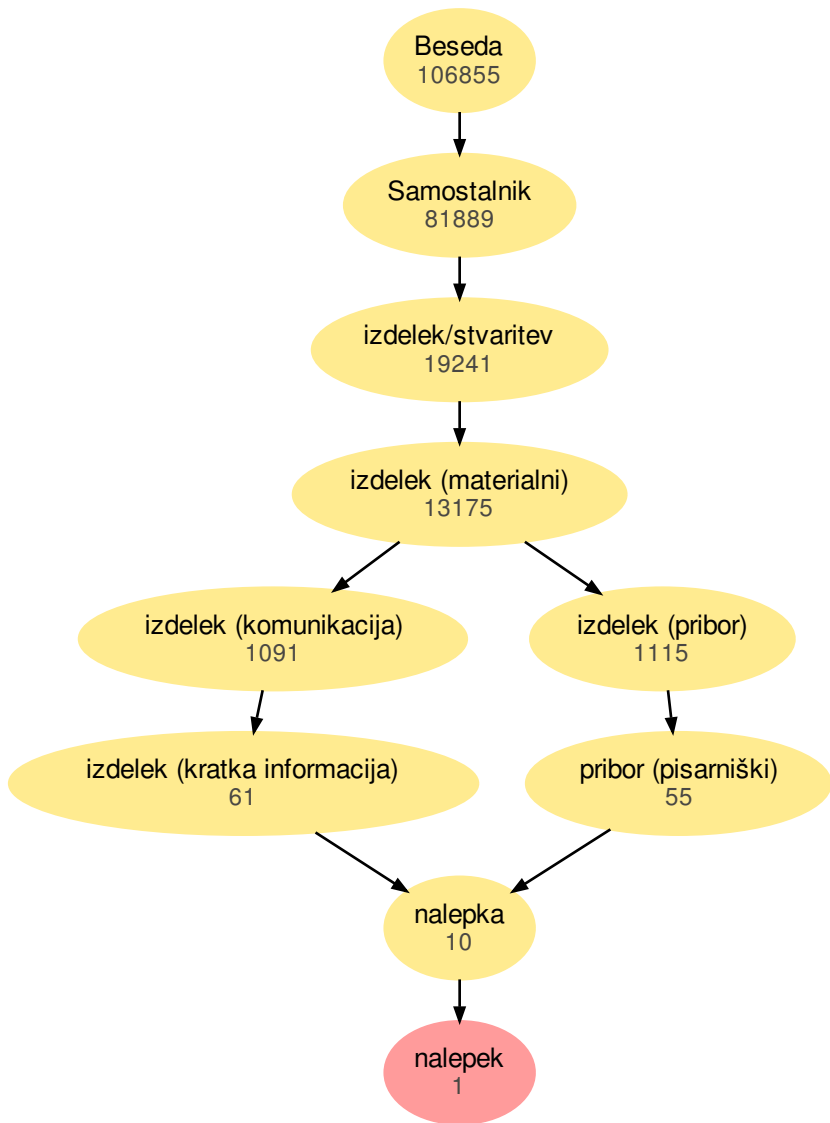 Beseda
106855
Samostalnik
81889
izdelek/stvaritev
19241
izdelek (materialni)
13175
izdelek (komunikacija)
1091
izdelek (pribor)
1115
izdelek (kratka informacija)
61
pribor (pisarniški)
55
nalepka
10
nalepek
1